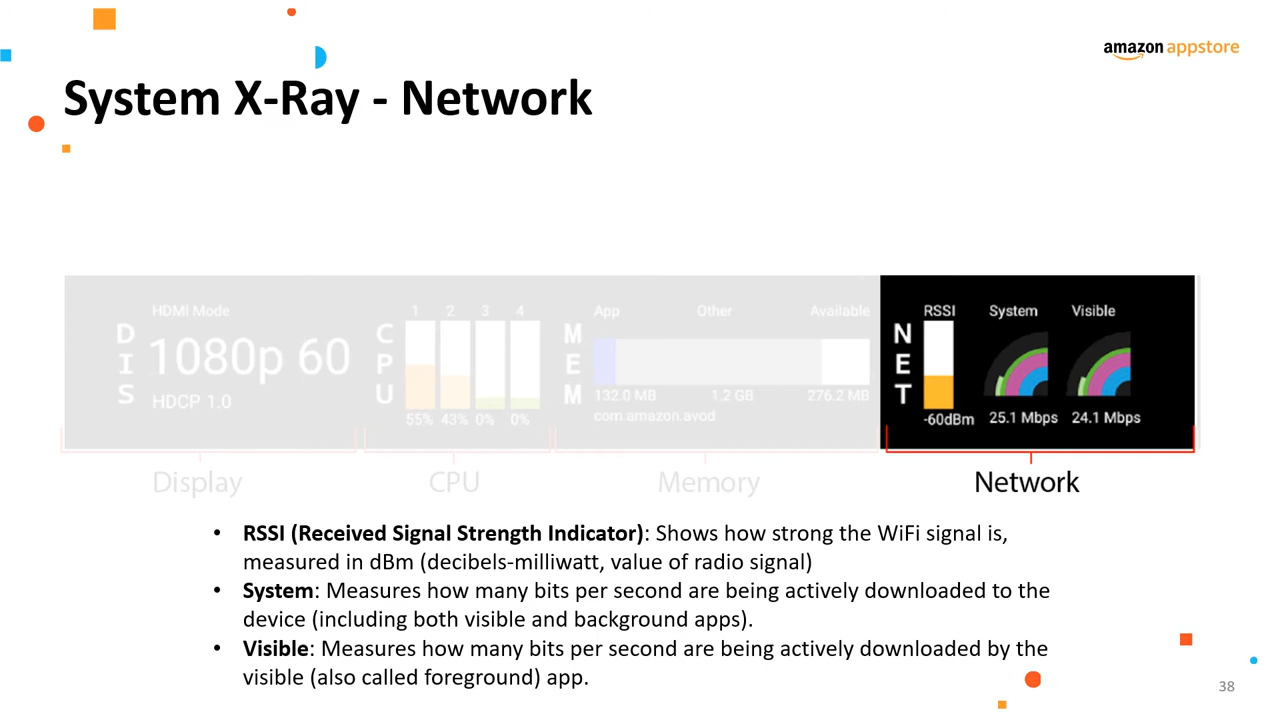 amazon appstore
System X-Ray - Network
DIS
HDMI Mode
1080p 60
HDCP 1.0
CPU
1 2 3 4
55% 43% 0% 0%
MEM
App Other Available
132.0 MB 1.2 GB 276.2 MB
com.amazon.avod
NET
RSSI System Visible
-60dBm 25.1 Mbps 24.1 Mbps
Display CPU Memory Network
• RSSI (Received Signal Strength Indicator): Shows how strong the WiFi signal is,
measured in dBm (decibels-milliwatt, value of radio signal)
• System: Measures how many bits per second are being actively downloaded to the
device (including both visible and background apps).
• Visible: Measures how many bits per second are being actively downloaded by the
visible (also called foreground) app.
38